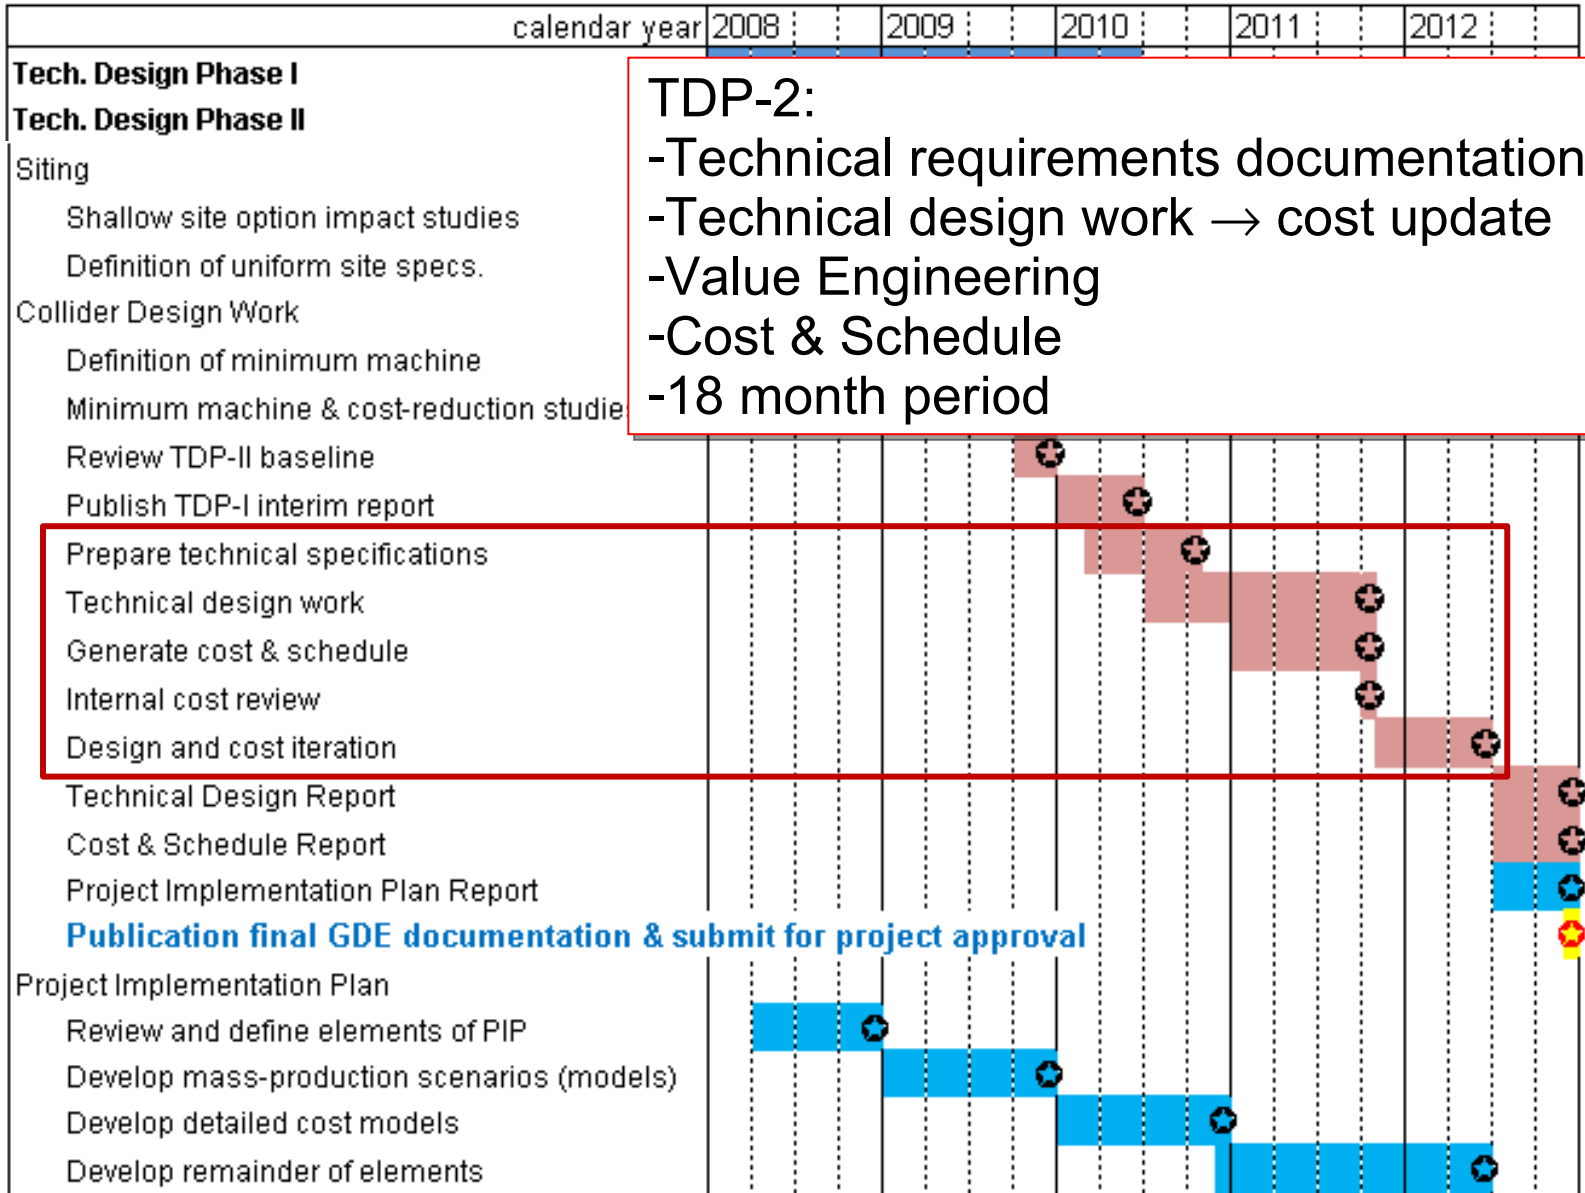 calendar year 2008 2009 2010 2011 2012
Tech. Design Phase I
Tech. Design Phase II
TDP-2:
-Technical requirements documentation
-Technical design work → cost update
-Value Engineering
-Cost & Schedule
-18 month period
Siting
Shallow site option impact studies
Definition of uniform site specs.
Collider Design Work
Definition of minimum machine
Minimum machine & cost-reduction studie
Review TDP-II baseline
Publish TDP-I interim report
Prepare technical specifications
Technical design work
Generate cost & schedule
Internal cost review
Design and cost iteration
Technical Design Report
Cost & Schedule Report
Project Implementation Plan Report
Publication final GDE documentation & submit for project approval
Project Implementation Plan
Review and define elements of PIP
Develop mass-production scenarios (models)
Develop detailed cost models
Develop remainder of elements